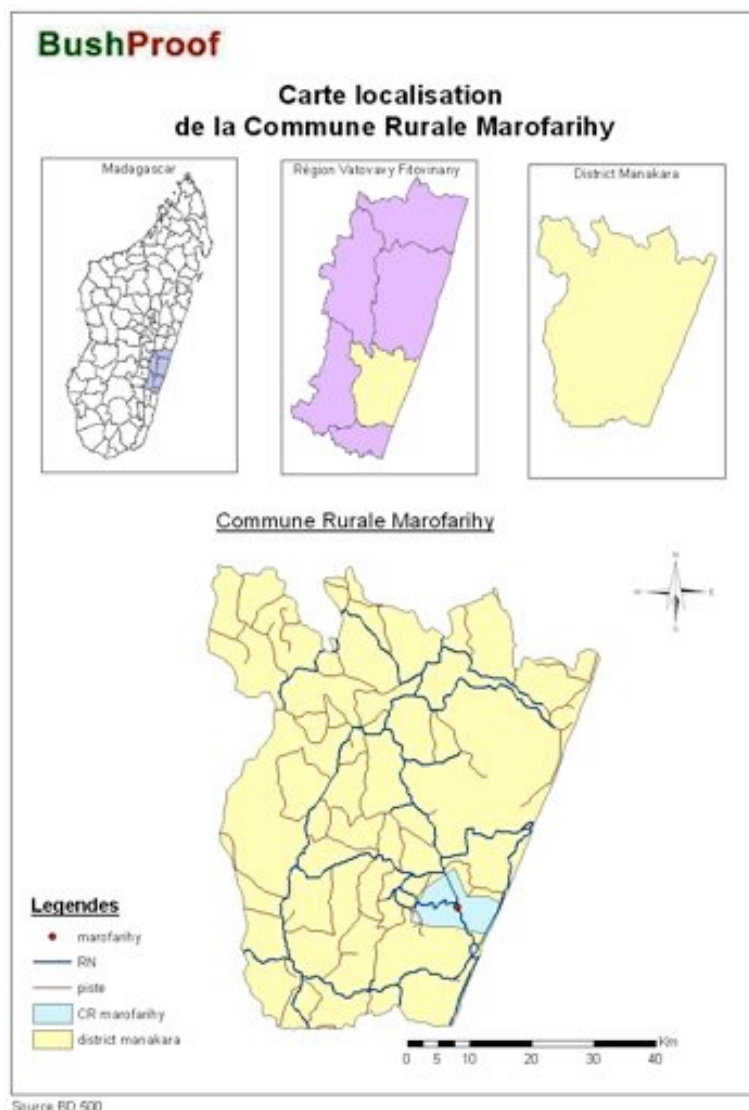 BushProof
Carte localisation
de la Commune Rurale Marofarihy
Madagascar
Région Vatovavy Fitovinany
District Manakara
Commune Rurale Marofarihy
N
W E
S
Legendes
marofarihy
RN
piste
CR marofarihy
district manakara
Km
0 5 10 20 30 40
Source BD 500